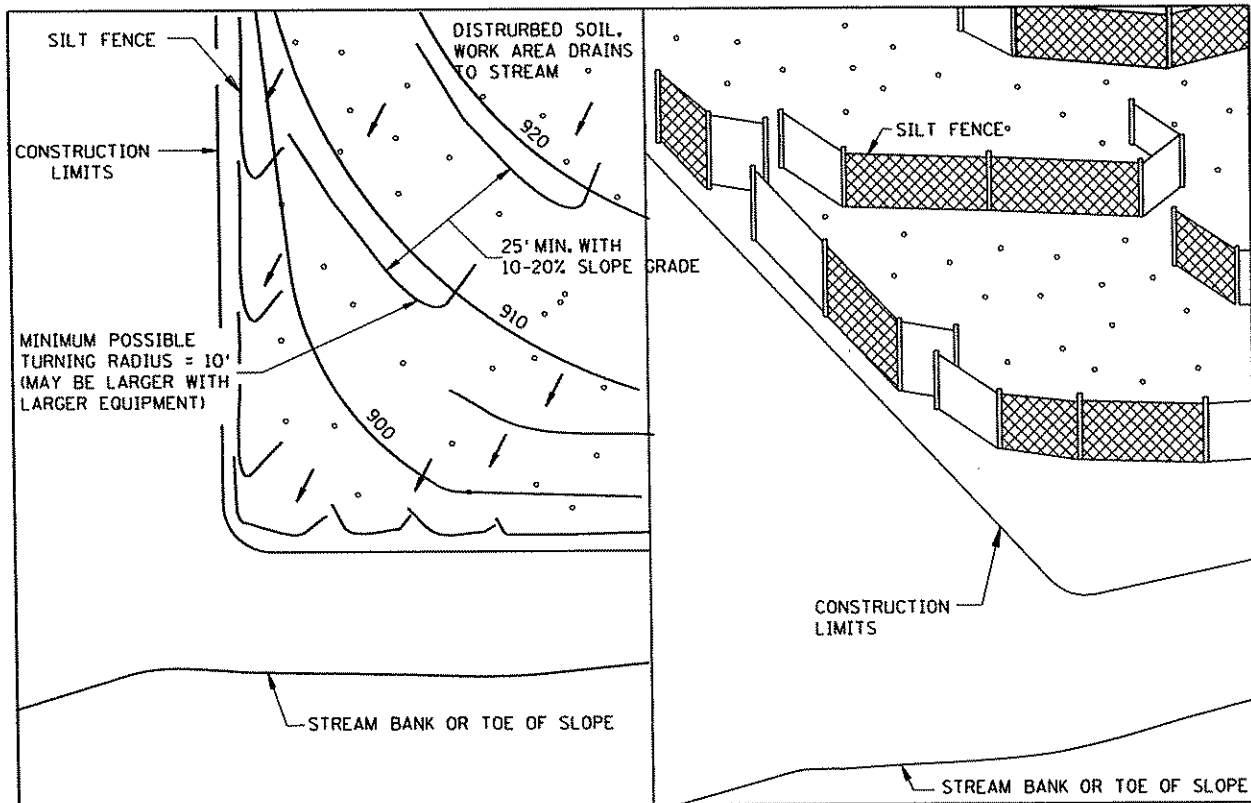 SILT FENCE
DISTRURBED SOIL.
WORK AREA DRAINS
TO STREAM
920
CONSTRUCTION
LIMITS
25' MIN. WITH
10-20% SLOPE GRADE
910
MINIMUM POSSIBLE
TURNING RADIUS = 10'
(MAY BE LARGER WITH
LARGER EQUIPMENT)
900
STREAM BANK OR TOE OF SLOPE
SILT FENCE
CONSTRUCTION
LIMITS
STREAM BANK OR TOE OF SLOPE